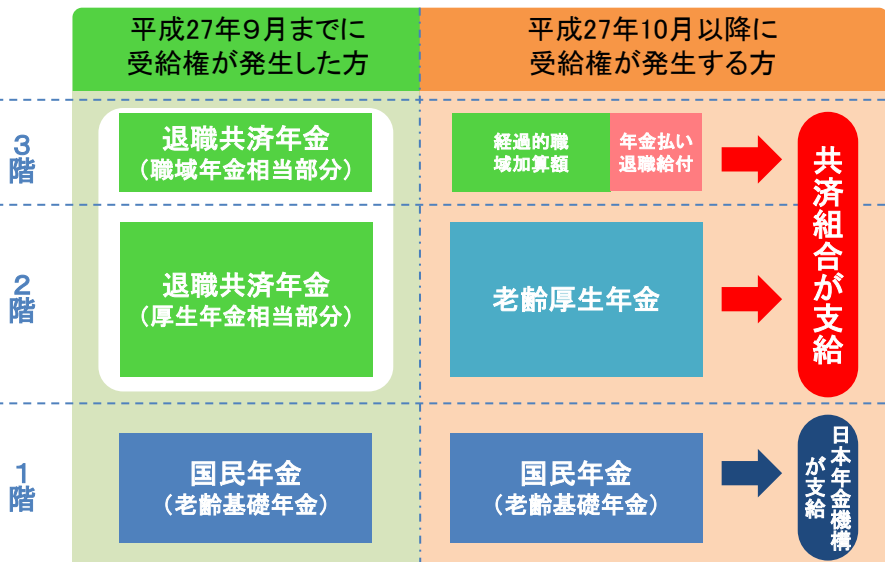 平成27年9月までに
受給権が発生した方
平成27年10月以降に
受給権が発生する方
3
階
退職共済年金
(職域年金相当部分)
経過的職
域加算額
年金払い
退職給付
共済組合が支給
2
階
退職共済年金
(厚生年金相当部分)
老齢厚生年金
1
階
国民年金
(老齢基礎年金)
国民年金
(老齢基礎年金)
日本年金機構
が支給